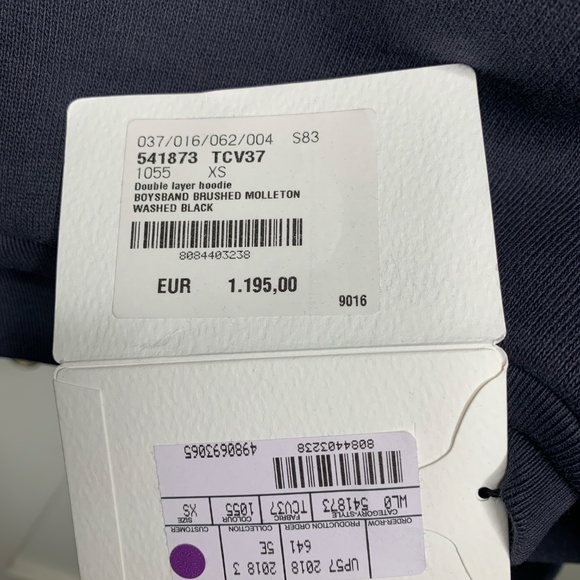 037/016/062/004 S83
541873 TCV37
1055 XS
Double layer hoodie
BOYSBAND BRUSHED MOLLETON
WASHED BLACK
8084403238
EUR 1.195,00
9016
ORDER-ROW PRODUCTION ORDER COLLECTION CUSTOMER
UP57 2018 2018 3
641 5E
CATEGORY-STYLE FABRIC COLOUR SIZE
WL0 541873 TCV37 1055 XS
8084403238 4980693065